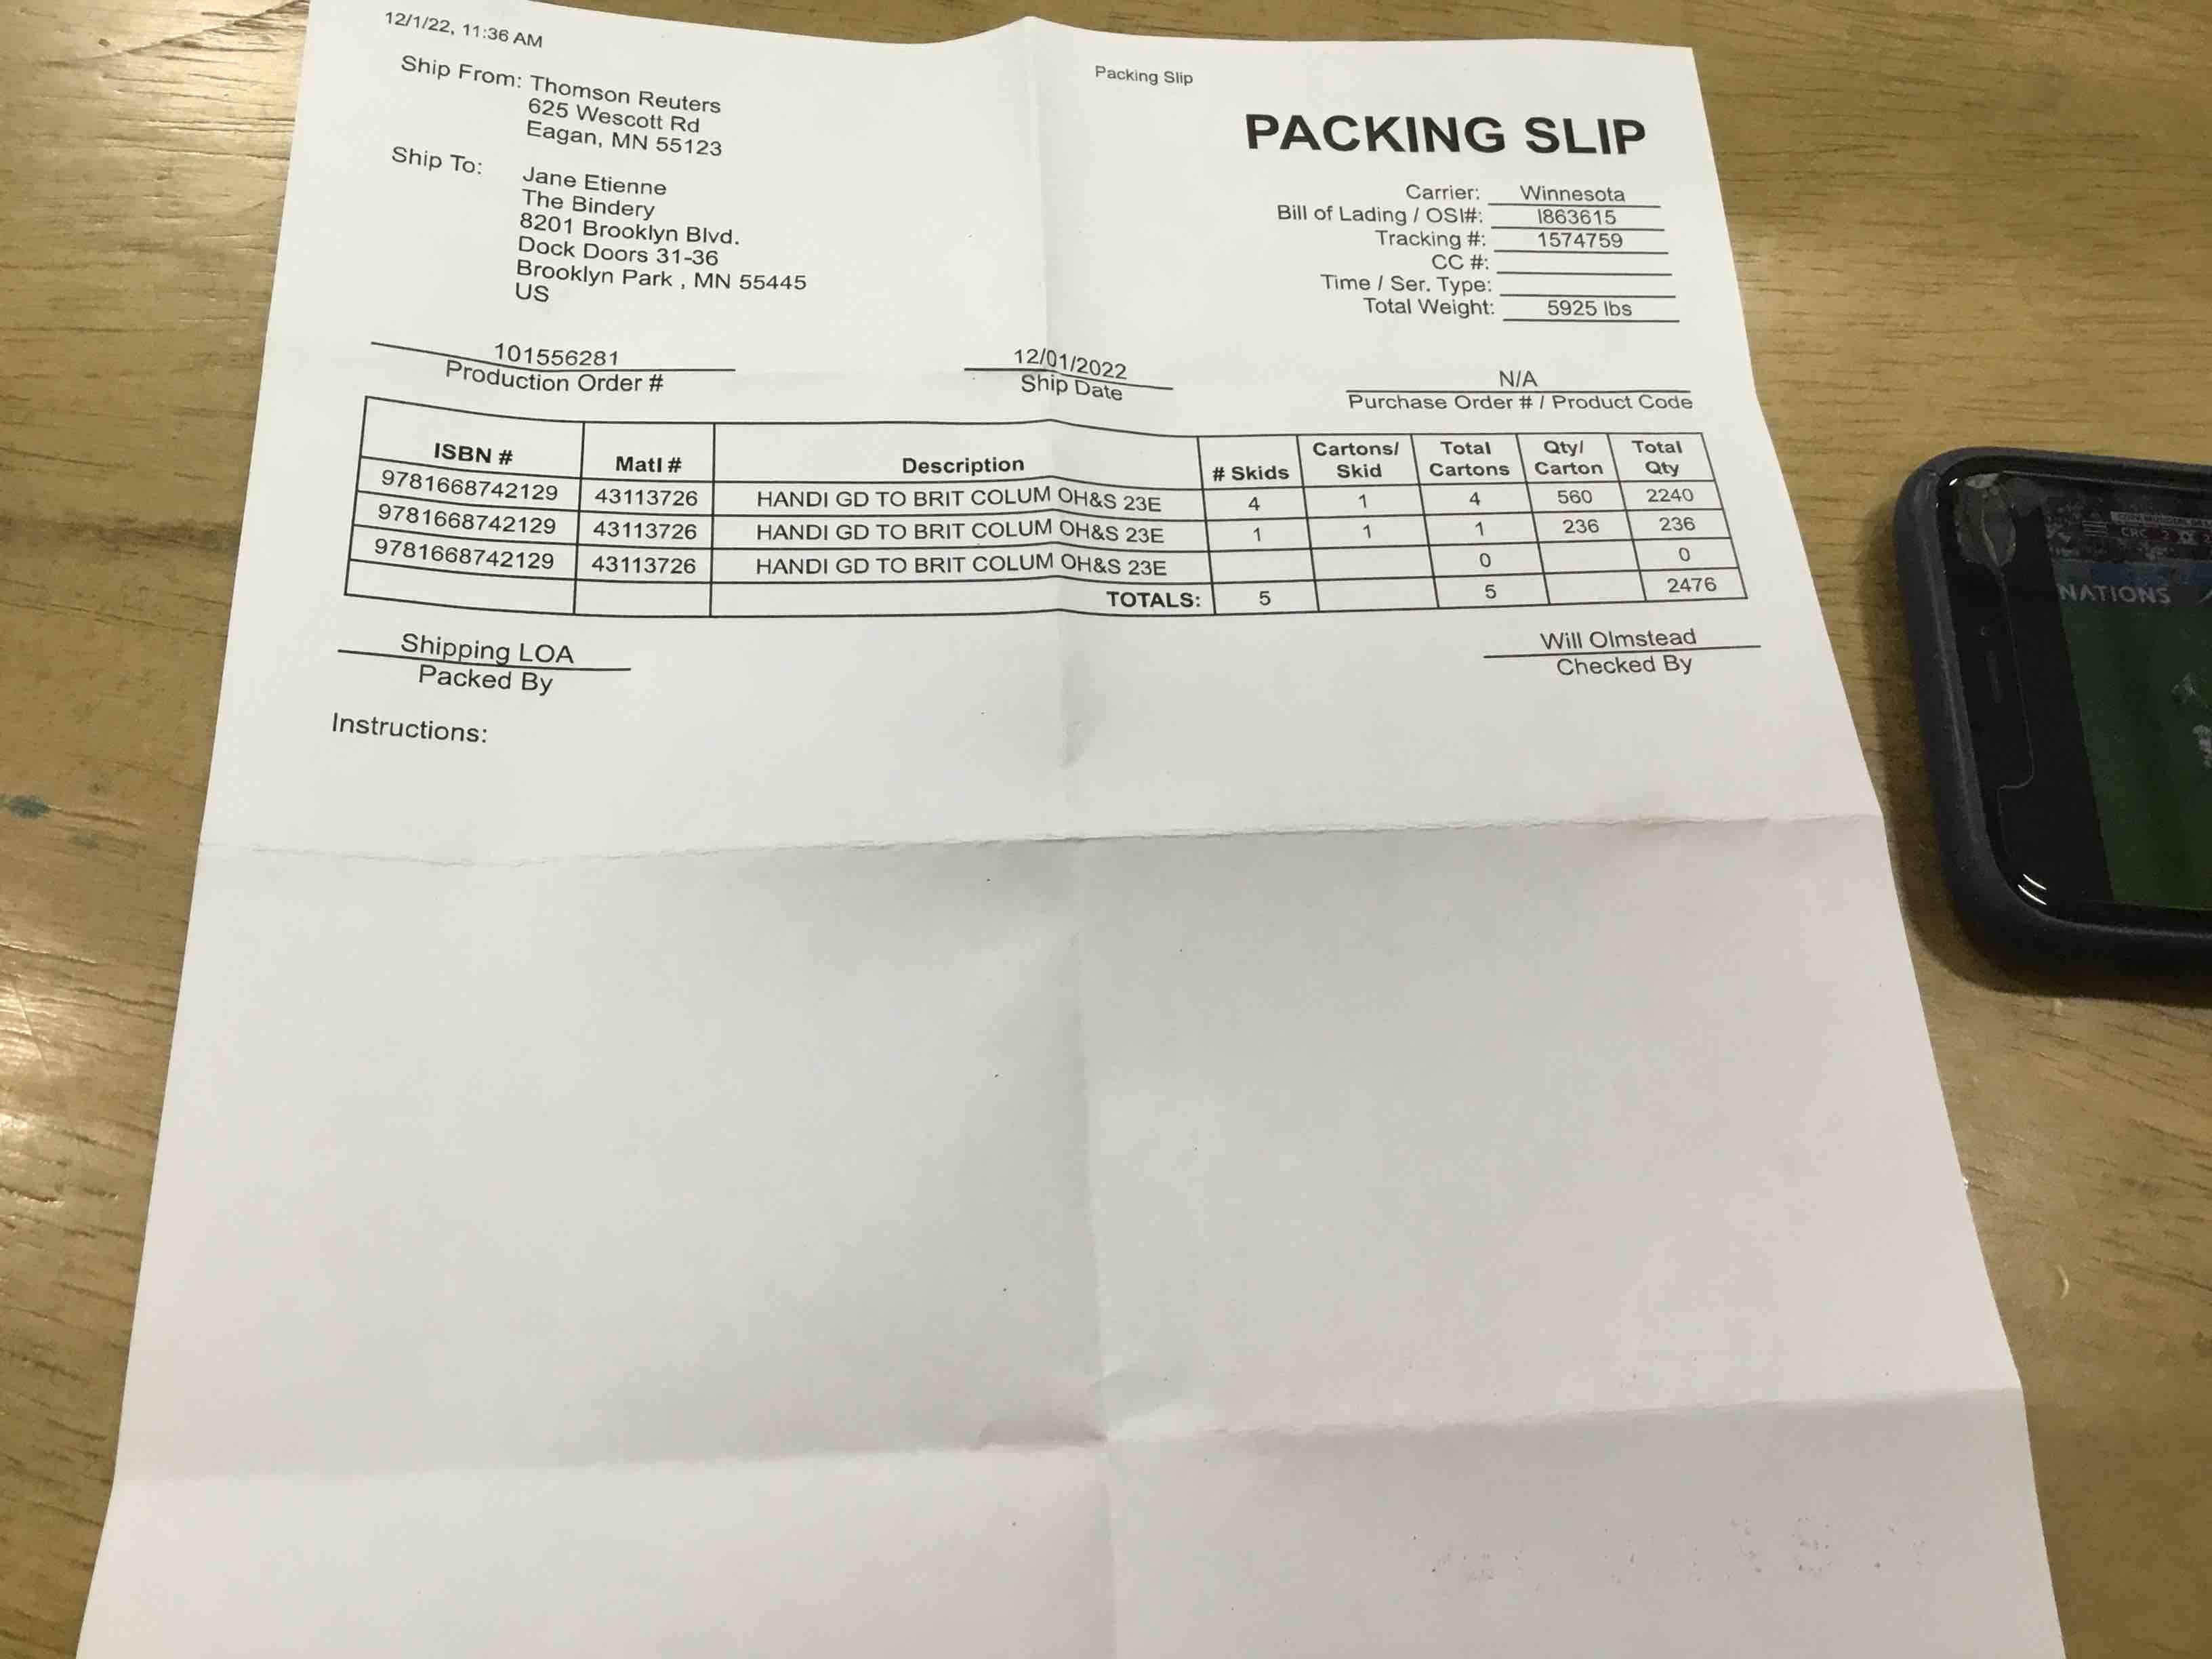 12/1/22, 11:36 AM
Packing Slip
Ship From: Thomson Reuters
625 Wescott Rd
Eagan, MN 55123
Ship To: Jane Etienne
The Bindery
8201 Brooklyn Blvd.
Dock Doors 31-36
Brooklyn Park , MN 55445
US
PACKING SLIP
Carrier: Winnesota
Bill of Lading / OSI#: I863615
Tracking #: 1574759
CC #:
Time / Ser. Type:
Total Weight: 5925 lbs
101556281
Production Order #
12/01/2022
Ship Date
N/A
Purchase Order # / Product Code
ISBN # Matl # Description # Skids Cartons/ Skid Total Cartons Qty/ Carton Total Qty
9781668742129 43113726 HANDI GD TO BRIT COLUM OH&S 23E 4 1 4 560 2240
9781668742129 43113726 HANDI GD TO BRIT COLUM OH&S 23E 1 1 1 236 236
9781668742129 43113726 HANDI GD TO BRIT COLUM OH&S 23E 0 0
TOTALS: 5 5 2476
Shipping LOA
Packed By
Will Olmstead
Checked By
Instructions:
CRC 2
NATIONS